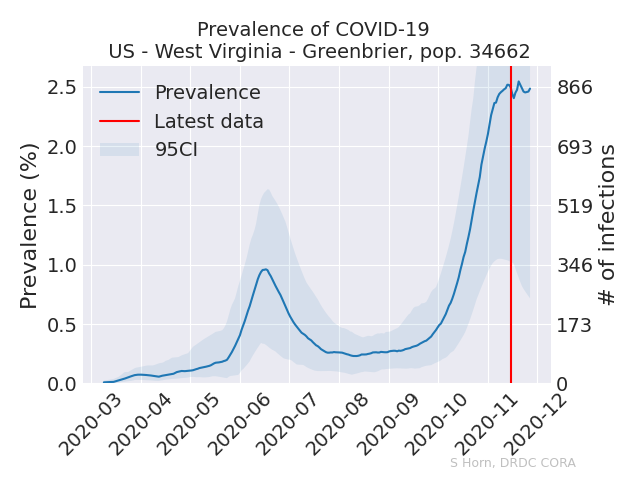 Prevalence of COVID-19
US - West Virginia - Greenbrier, pop. 34662
Prevalence
Latest data
95CI
Prevalence (%)
2.5
2.0
1.5
1.0
0.5
0.0
# of infections
866
693
519
346
173
0
2020-03
2020-04
2020-05
2020-06
2020-07
2020-08
2020-09
2020-10
2020-11
2020-12
S Horn, DRDC CORA